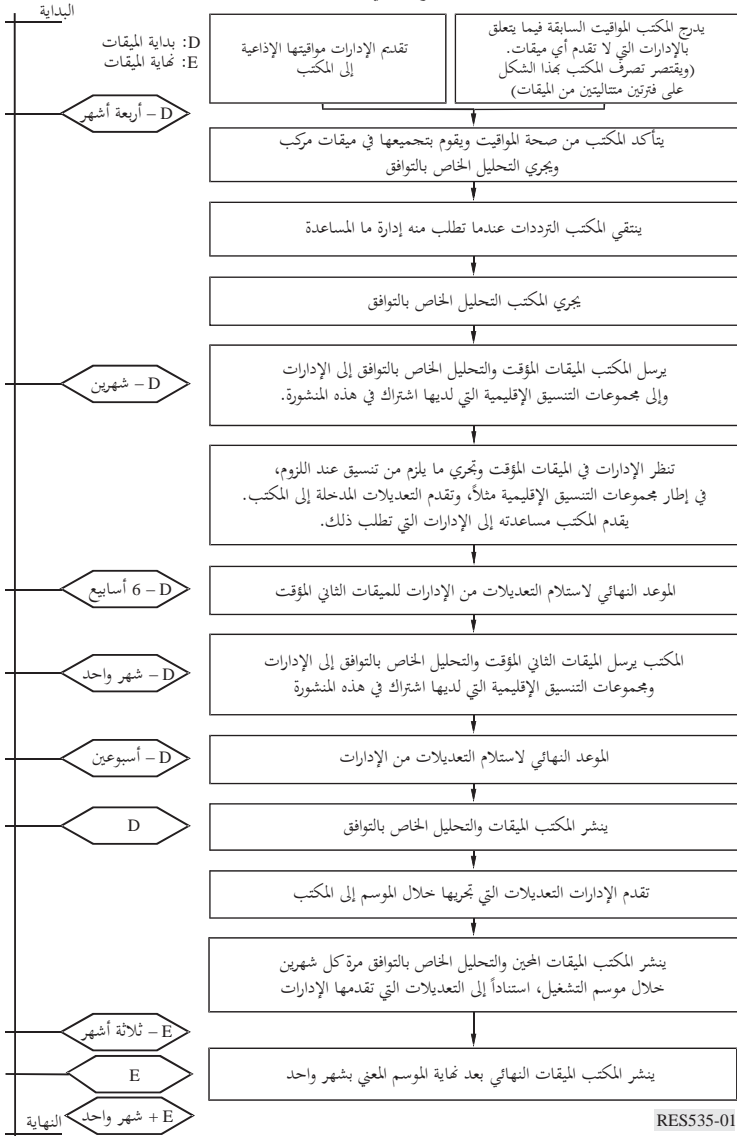 البداية
D: بداية الميقات
E: نهاية الميقات
تقديم الإدارات مواقيتها الإذاعية
إلى المكتب
يدرج المكتب المواقيت السابقة فيما يتعلق
بالإدارات التي لا تقدم أي ميقات.
(ويقتصر تصرف المكتب بهذا الشكل
على فترتين متتاليتين من الميقات)
D – أربعة أشهر
يتأكد المكتب من صحة المواقيت ويقوم بتجميعها في ميقات مركب
ويجري التحليل الخاص بالتوافق
ينتقي المكتب الترددات عندما تطلب منه إدارة ما المساعدة
يجري المكتب التحليل الخاص بالتوافق
D – شهرين
يرسل المكتب الميقات المؤقت والتحليل الخاص بالتوافق إلى الإدارات
وإلى مجموعات التنسيق الإقليمية التي لديها اشتراك في هذه المنشورة.
تنظر الإدارات في الميقات المؤقت وتجري ما يلزم من تنسيق عند اللزوم،
في إطار مجموعات التنسيق الإقليمية مثلاً، وتقدم التعديلات المدخلة إلى المكتب.
يقدم المكتب مساعدته إلى الإدارات التي تطلب ذلك.
D – 6 أسابيع
الموعد النهائي لاستلام التعديلات من الإدارات للميقات الثاني المؤقت
D – شهر واحد
المكتب يرسل الميقات الثاني المؤقت والتحليل الخاص بالتوافق إلى الإدارات
ومجموعات التنسيق الإقليمية التي لديها اشتراك في هذه المنشورة
D – أسبوعين
الموعد النهائي لاستلام التعديلات من الإدارات
D
ينشر المكتب الميقات والتحليل الخاص بالتوافق
تقدم الإدارات التعديلات التي تجريها خلال الموسم إلى المكتب
ينشر المكتب الميقات المحين والتحليل الخاص بالتوافق مرة كل شهرين
خلال موسم التشغيل، استناداً إلى التعديلات التي تقدمها الإدارات
E – ثلاثة أشهر
E
ينشر المكتب الميقات النهائي بعد نهاية الموسم المعني بشهر واحد
E + شهر واحد
النهاية
RES535-01